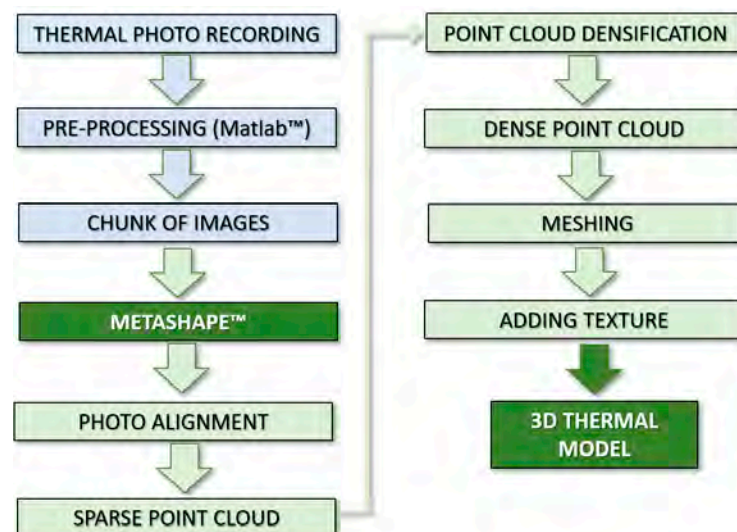 THERMAL PHOTO RECORDING
PRE-PROCESSING (Matlab™)
CHUNK OF IMAGES
METASHAPE™
PHOTO ALIGNMENT
SPARSE POINT CLOUD
POINT CLOUD DENSIFICATION
DENSE POINT CLOUD
MESHING
ADDING TEXTURE
3D THERMAL
MODEL